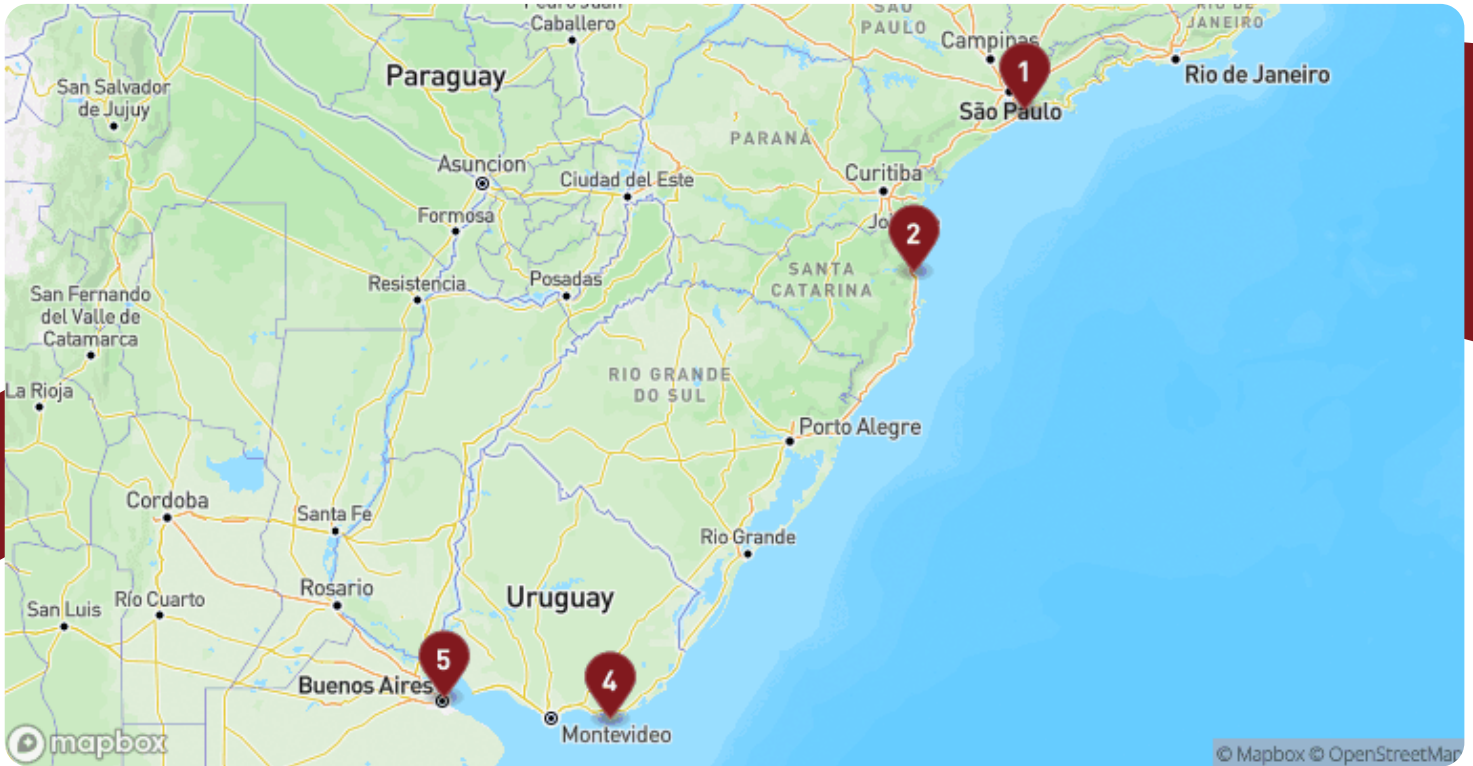 Pedro Juan
Caballero
SAO
PAULO
RIO DE
JANEIRO
Campinas
1
São Paulo
Rio de Janeiro
Paraguay
San Salvador
de Jujuy
PARANÁ
Asuncion
Ciudad del Este
Curitiba
Formosa
2
SANTA
CATARINA
Posadas
Resistencia
San Fernando
del Valle de
Catamarca
RIO GRANDE
DO SUL
La Rioja
Porto Alegre
Cordoba
Santa Fe
Rio Grande
Rosario
Uruguay
Río Cuarto
San Luis
5
4
Buenos Aires
Montevideo
mapbox
© Mapbox © OpenStreetMap